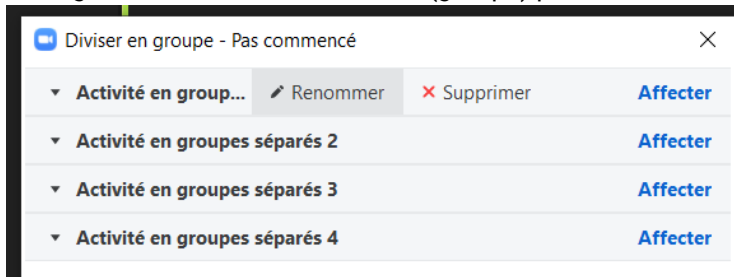 Diviser en groupe - Pas commencé
Activité en group... Renommer Supprimer Affecter
Activité en groupes séparés 2 Affecter
Activité en groupes séparés 3 Affecter
Activité en groupes séparés 4 Affecter